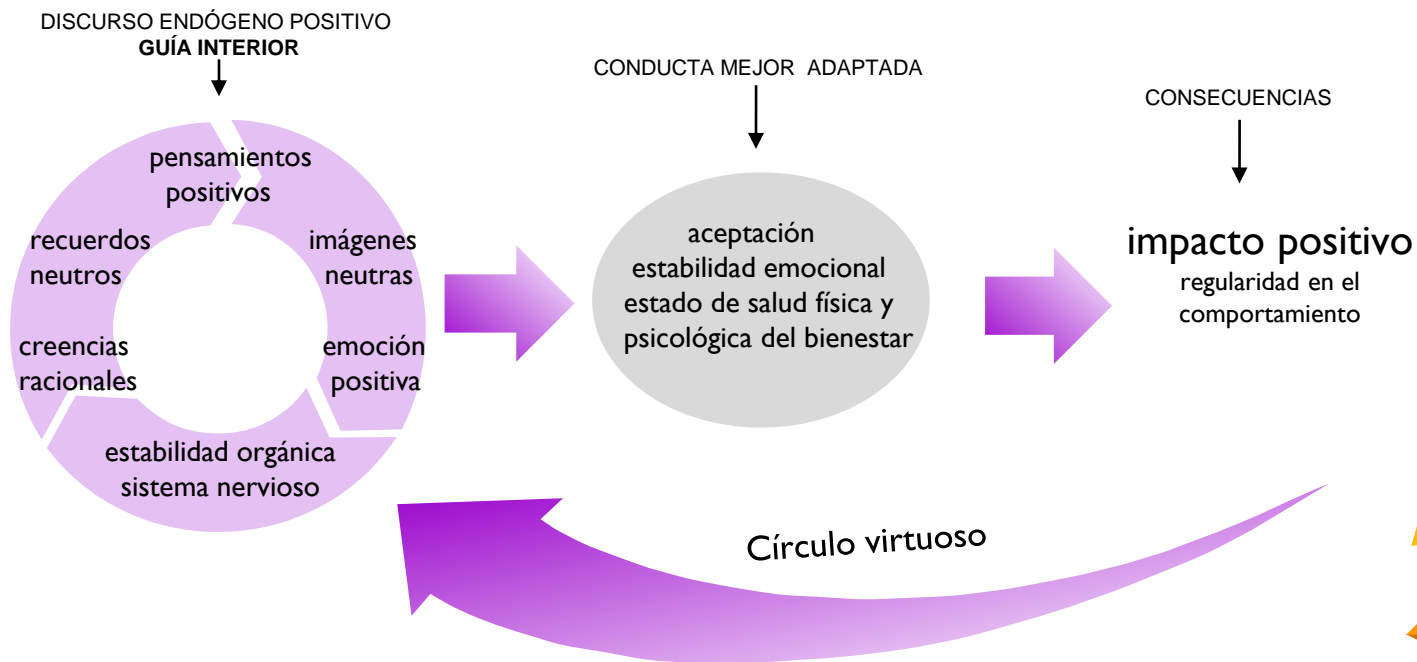 DISCURSO ENDÓGENO POSITIVO
GUÍA INTERIOR
pensamientos
positivos
imágenes
neutras
emoción
positiva
estabilidad orgánica
sistema nervioso
creencias
racionales
recuerdos
neutros
CONDUCTA MEJOR ADAPTADA
aceptación
estabilidad emocional
estado de salud física y
psicológica del bienestar
CONSECUENCIAS
impacto positivo
regularidad en el
comportamiento
Círculo virtuoso